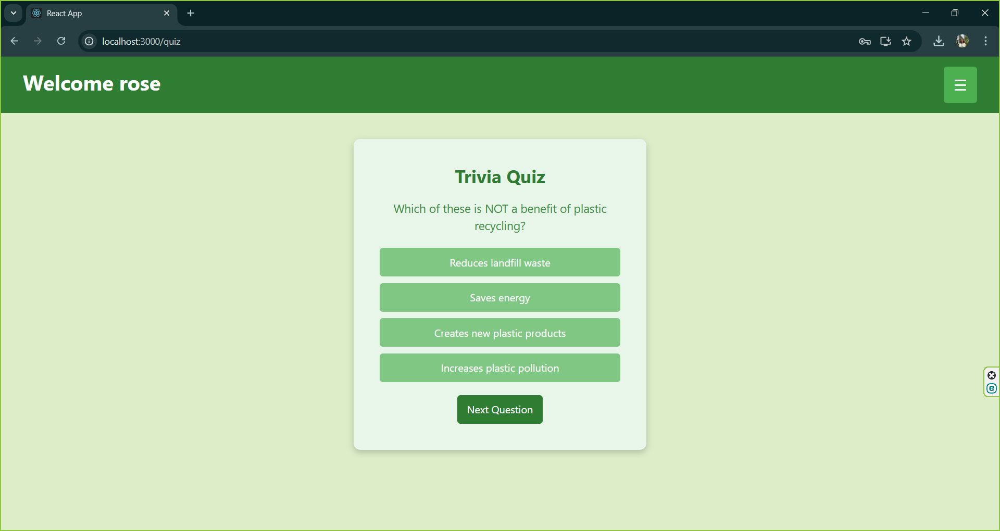 React App
localhost:3000/quiz
Welcome rose
Trivia Quiz
Which of these is NOT a benefit of plastic
recycling?
Reduces landfill waste
Saves energy
Creates new plastic products
Increases plastic pollution
Next Question
e